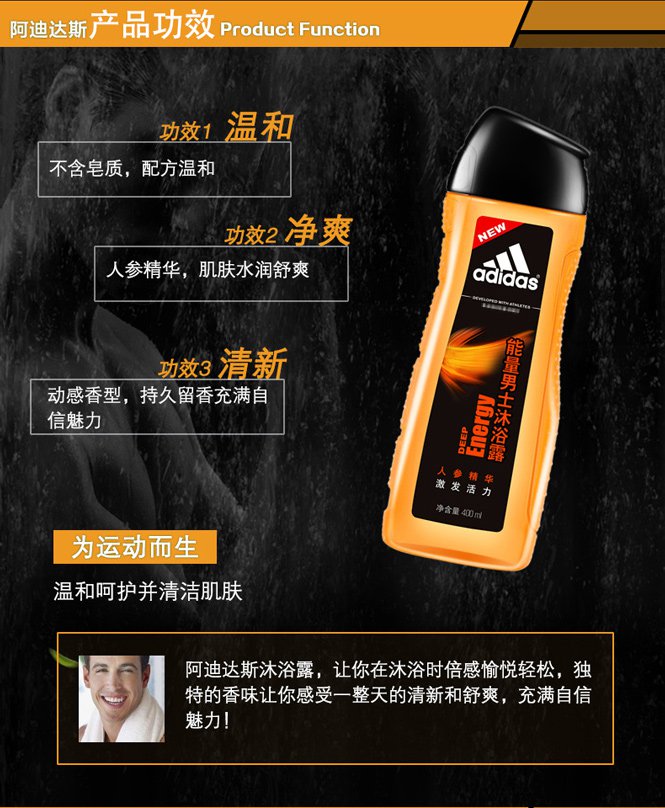 阿迪达斯产品功效 Product Function
功效1 温和
不含皂质，配方温和
功效2 净爽
人参精华，肌肤水润舒爽
功效3 清新
动感香型，持久留香充满自
信魅力
NEW
adidas
DEVELOPED WITH ATHLETES
能量男士沐浴露
DEEP
Energy
人参精华
激发活力
净含量 400ml
为运动而生
温和呵护并清洁肌肤
阿迪达斯沐浴露，让你在沐浴时倍感愉悦轻松，独
特的香味让你感受一整天的清新和舒爽，充满自信
魅力！